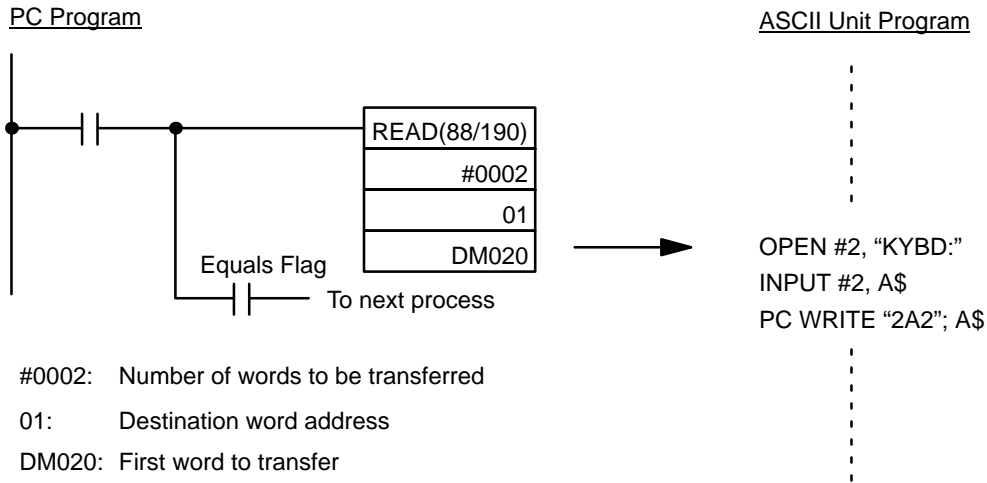 PC Program
ASCII Unit Program
READ(88/190)
#0002
01
DM020
Equals Flag
To next process
OPEN #2, “KYBD:”
INPUT #2, A$
PC WRITE “2A2”; A$
#0002: Number of words to be transferred
01: Destination word address
DM020: First word to transfer